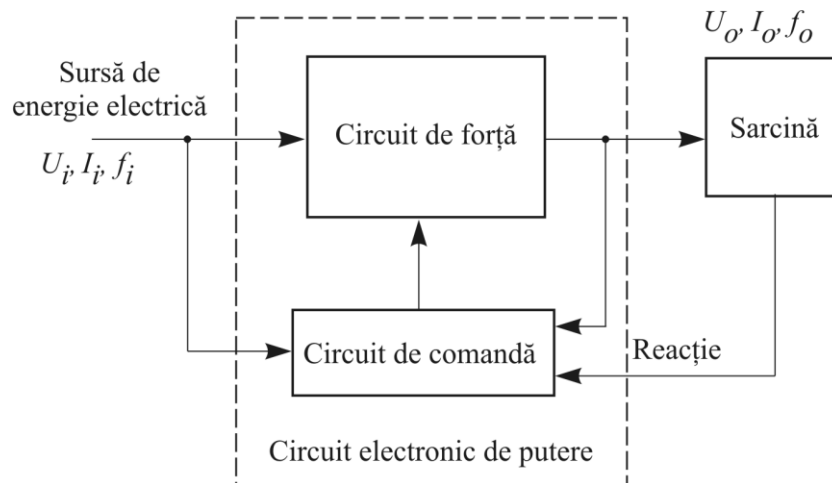 U_o, I_o, f_o
Sursă de
energie electrică
U_i, I_i, f_i
Circuit de forță
Sarcină
Circuit de comandă
Reacție
Circuit electronic de putere